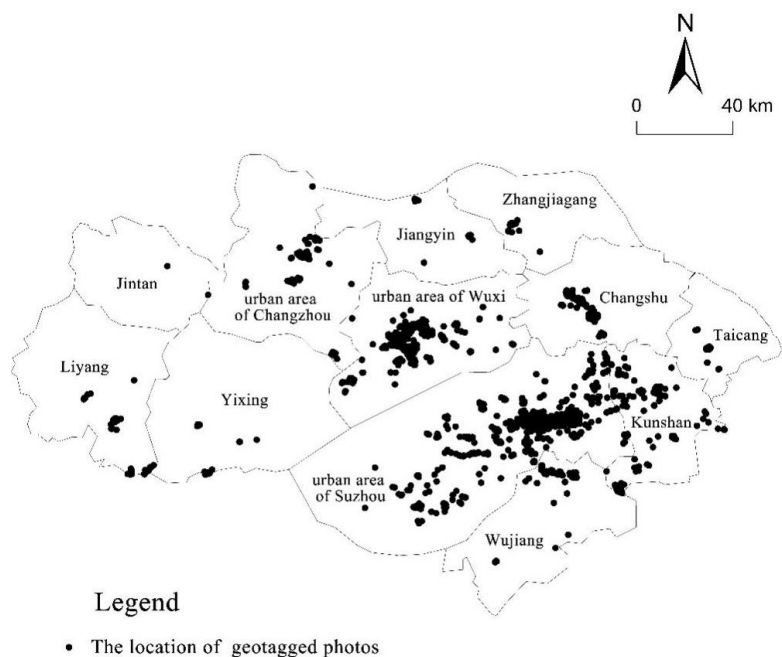 N
0 40 km
Zhangjiagang
Jiangyin
Jintan
urban area
of Changzhou
urban area of Wuxi
Changshu
Taicang
Liyang
Yixing
Kunshan
urban area
of Suzhou
Wujiang
Legend
The location of geotagged photos